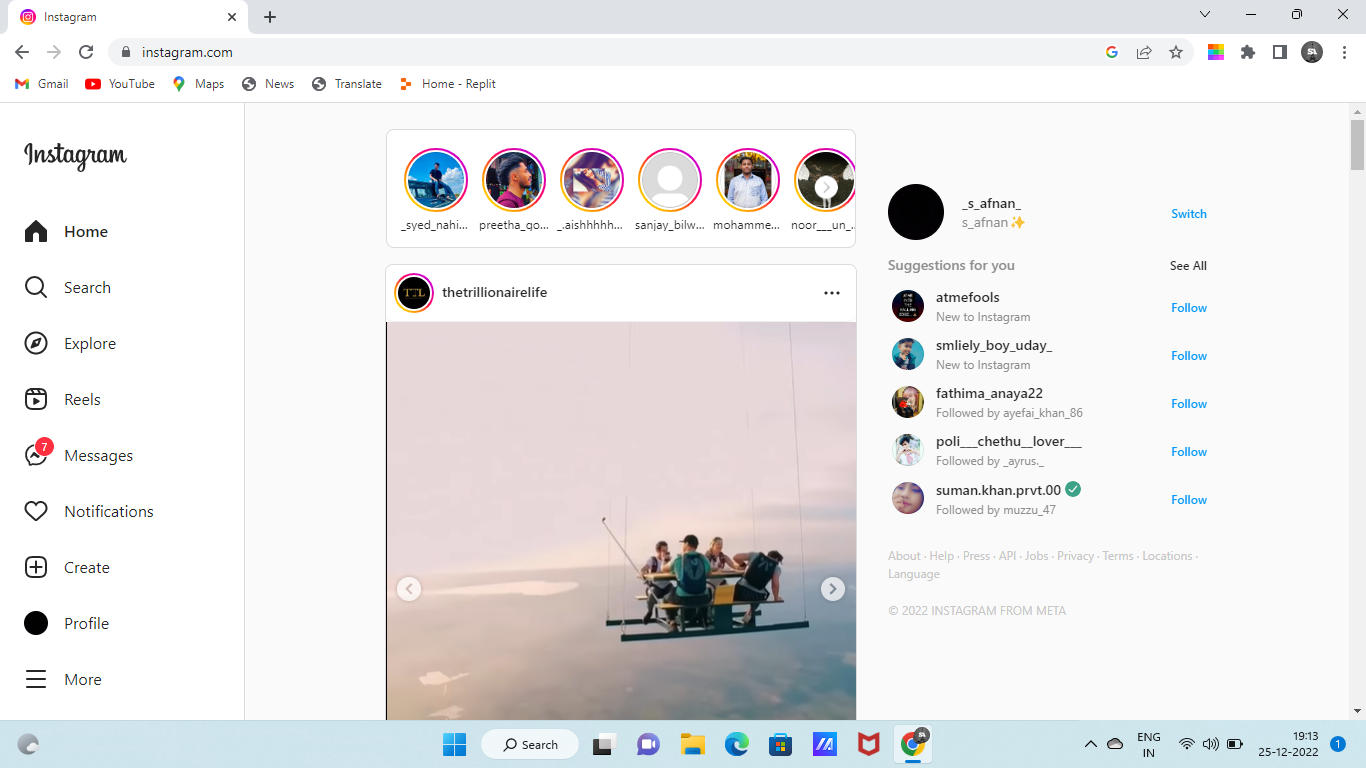 Instagram
instagram.com
Gmail YouTube Maps News Translate Home - Replit
Instagram
Home
Search
Explore
Reels
7
Messages
Notifications
Create
Profile
More
_syed_nahi... preetha_go... _.aishhhhh... sanjay_bilw... mohamme... noor___un_...
TTL
thetrillionairelife
_s_afnan_
s_afnan✨
Switch
Suggestions for you See All
atmefools
New to Instagram
Follow
smliely_boy_uday_
New to Instagram
Follow
fathima_anaya22
Followed by ayefai_khan_86
Follow
poli___chethu__lover___
Followed by _ayrus._
Follow
suman.khan.prvt.00
Followed by muzzu_47
Follow
About · Help · Press · API · Jobs · Privacy · Terms · Locations ·
Language
© 2022 INSTAGRAM FROM META
Search
ENG
IN
19:13
25-12-2022
1